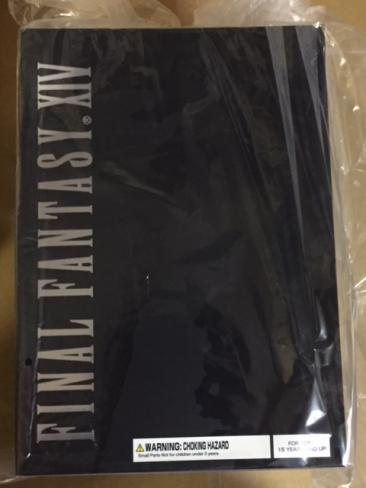 FINAL FANTASY® XIV
WARNING: CHOKING HAZARD
Small Parts Not for children under 3 years.
FOR
15 YEARS AND UP